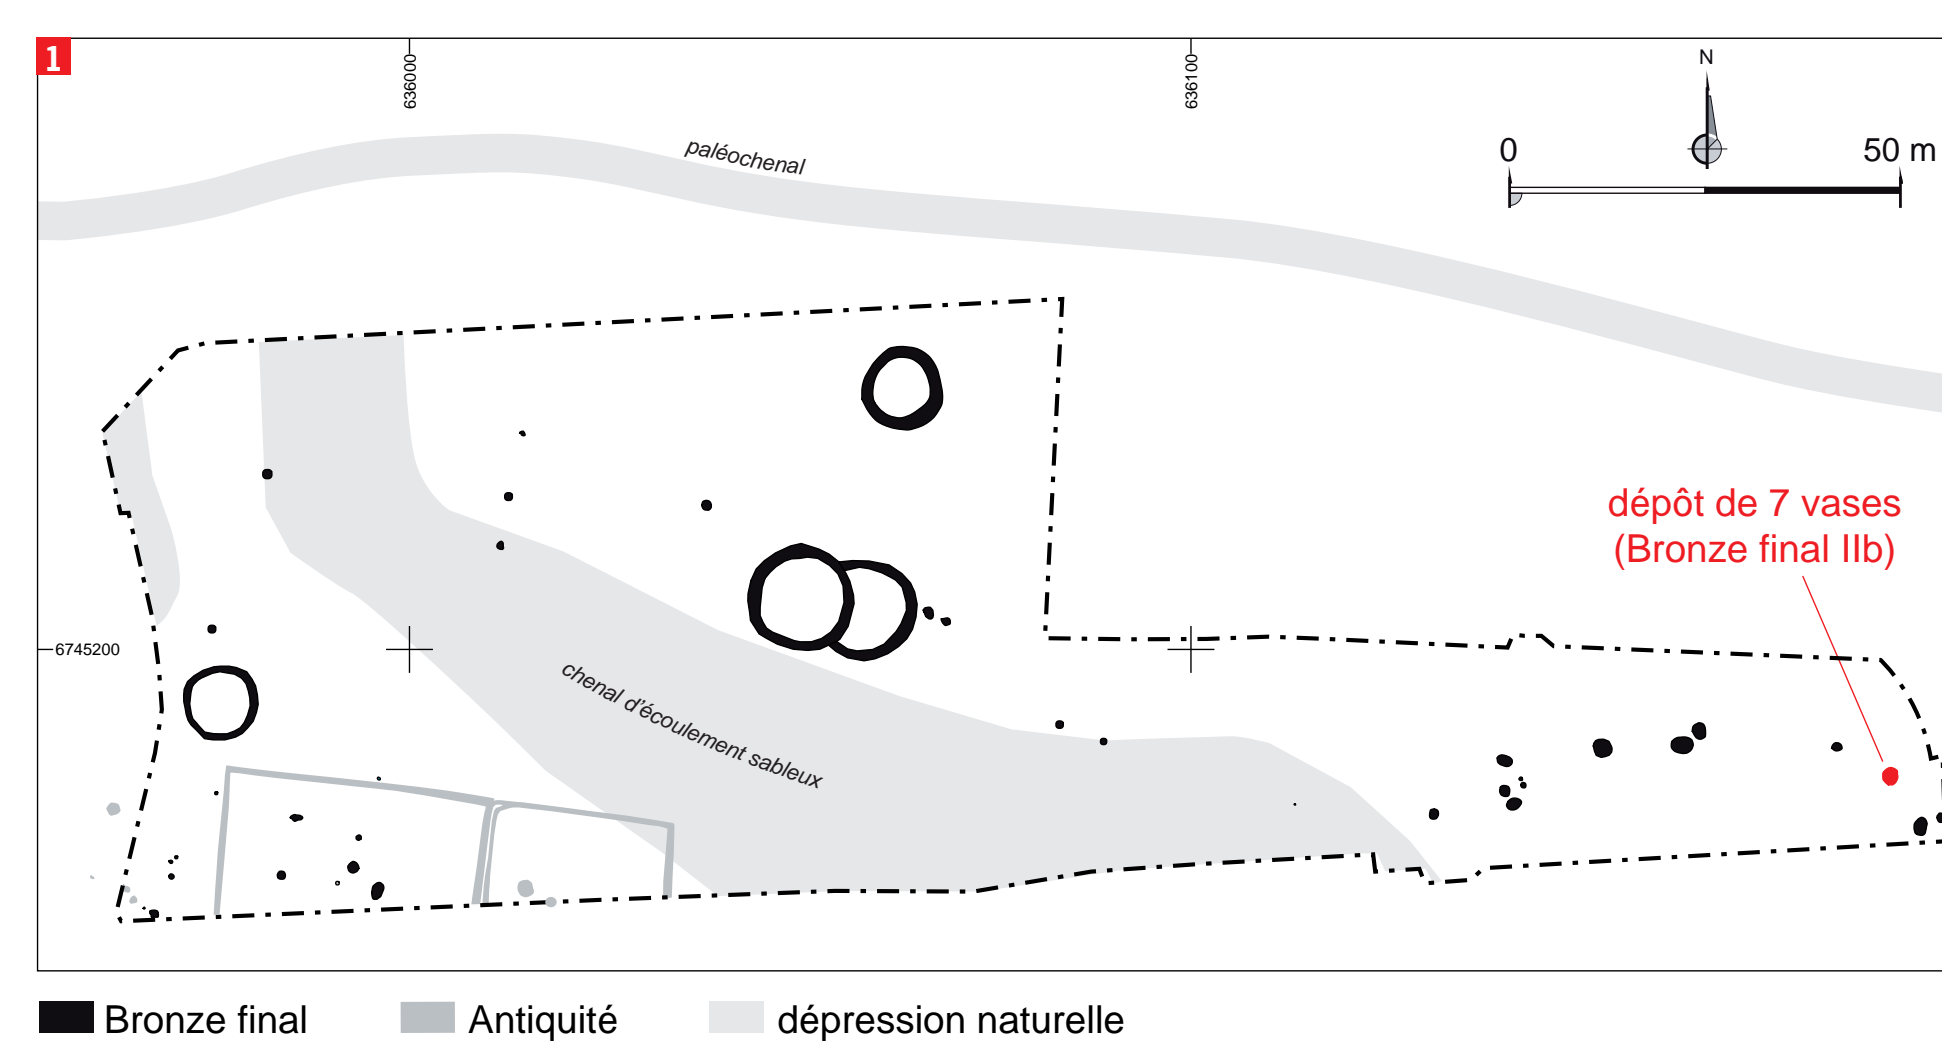 1
636000
636100
N
0
50 m
paléochenal
dépôt de 7 vases
(Bronze final IIb)
6745200
chenal d'écoulement sableux
Bronze final
Antiquité
dépression naturelle